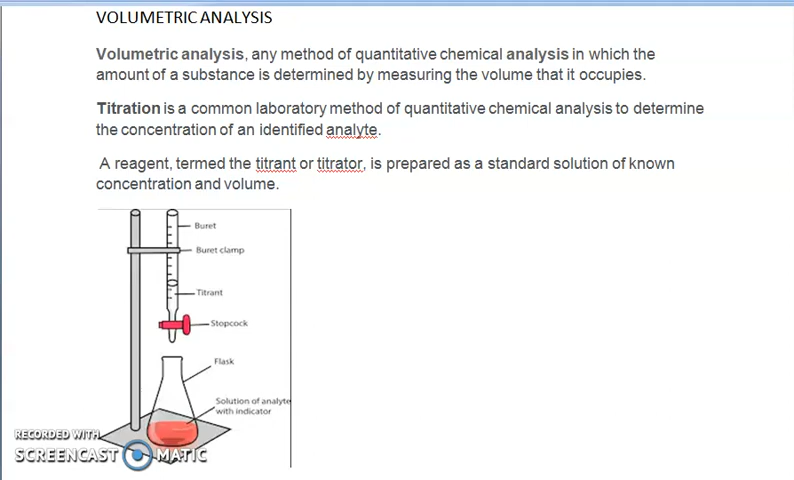 VOLUMETRIC ANALYSIS
Volumetric analysis, any method of quantitative chemical analysis in which the
amount of a substance is determined by measuring the volume that it occupies.
Titration is a common laboratory method of quantitative chemical analysis to determine
the concentration of an identified analyte.
A reagent, termed the titrant or titrator, is prepared as a standard solution of known
concentration and volume.
Buret
Buret clamp
Titrant
Stopcock
Flask
Solution of analyte
with indicator
RECORDED WITH
SCREENCAST MATIC